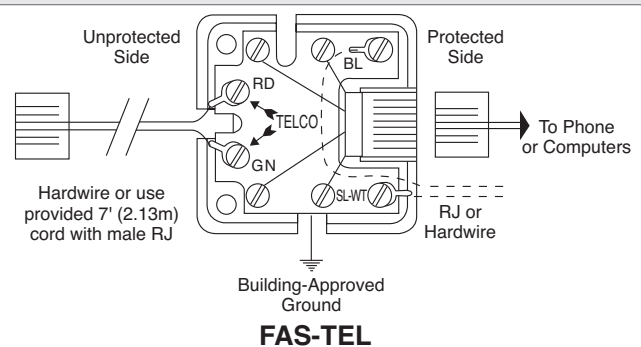 Unprotected
Side
Protected
Side
BL
RD
TELCO
GN
SL-WT
To Phone
or Computers
Hardwire or use
provided 7' (2.13m)
cord with male RJ
RJ or
Hardwire
Building-Approved
Ground
FAS-TEL